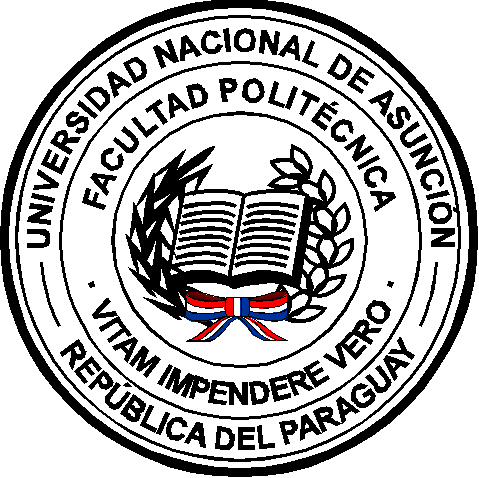 UNIVERSIDAD NACIONAL DE ASUNCIÓN
FACULTAD POLITÉCNICA
· VITAM IMPENDERE VERO ·
REPÚBLICA DEL PARAGUAY